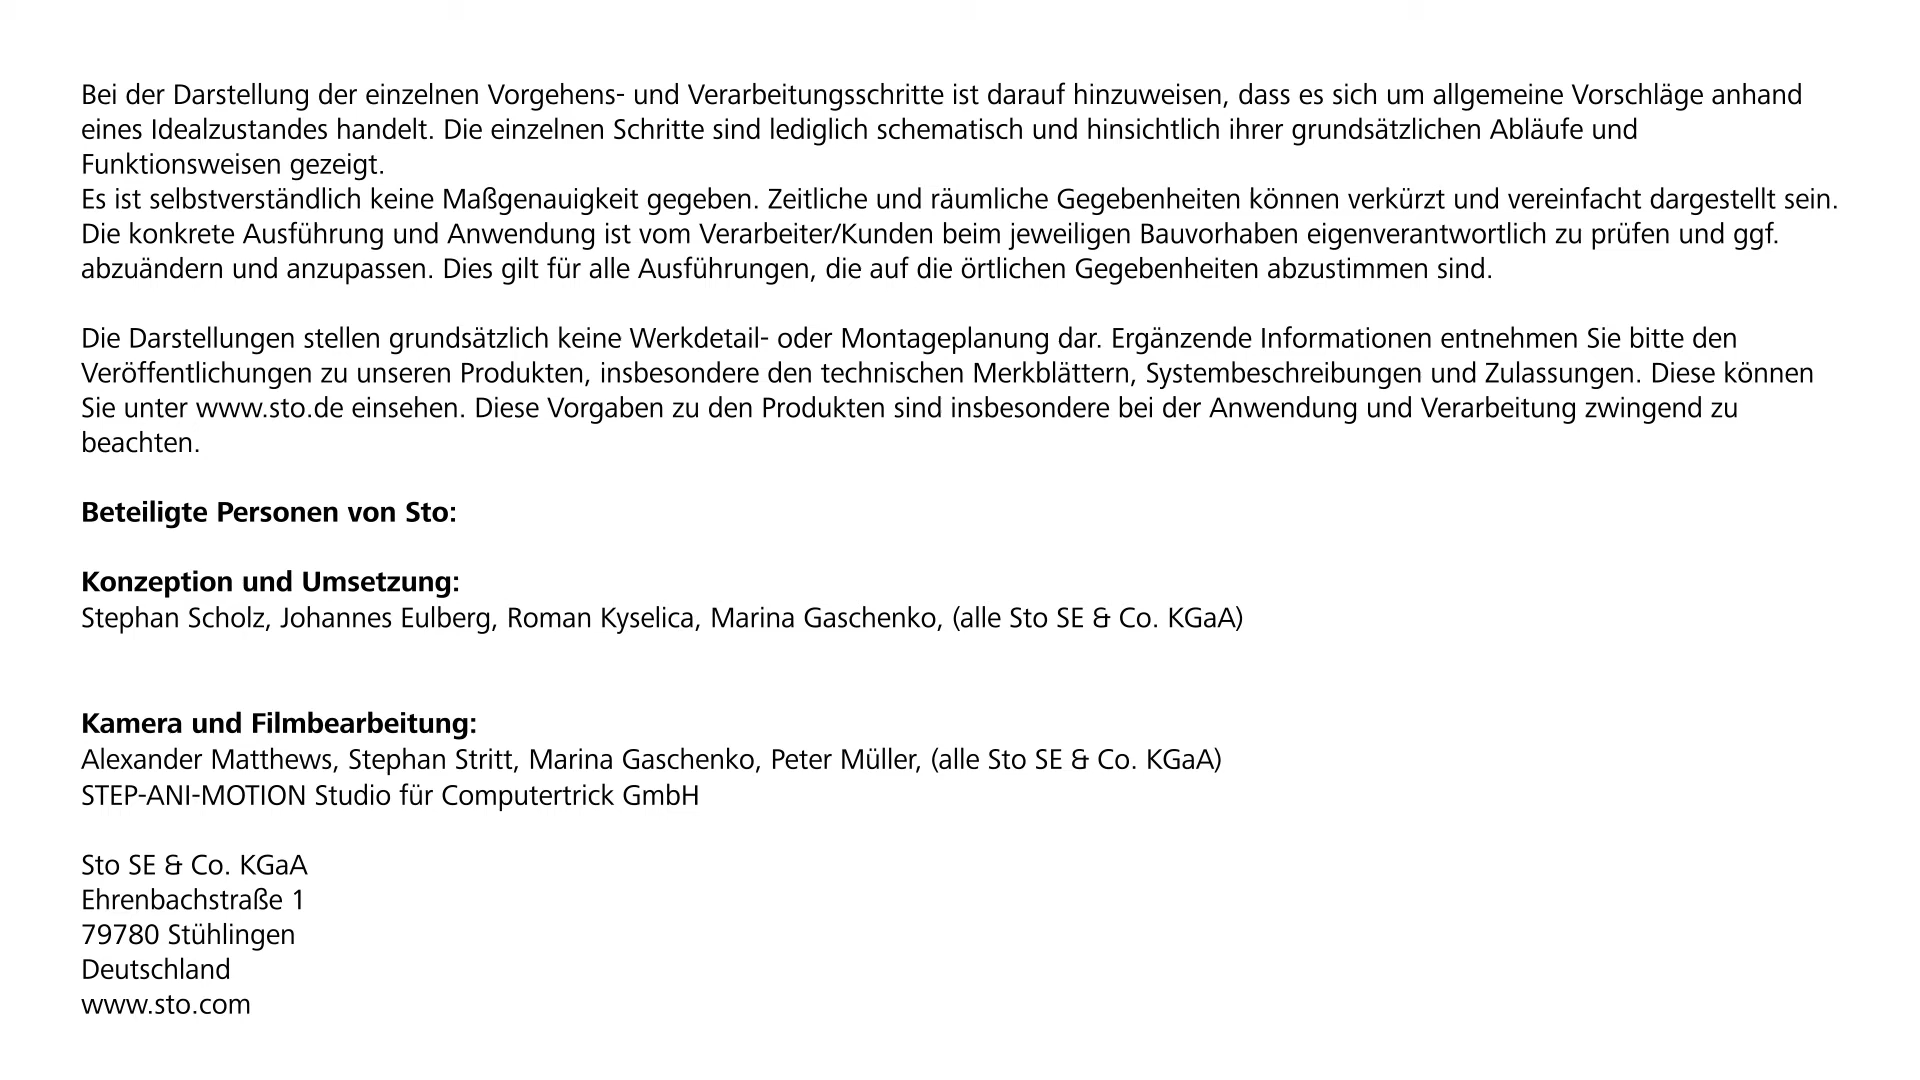 Bei der Darstellung der einzelnen Vorgehens- und Verarbeitungsschritte ist darauf hinzuweisen, dass es sich um allgemeine Vorschläge anhand
eines Idealzustandes handelt. Die einzelnen Schritte sind lediglich schematisch und hinsichtlich ihrer grundsätzlichen Abläufe und
Funktionsweisen gezeigt.
Es ist selbstverständlich keine Maßgenauigkeit gegeben. Zeitliche und räumliche Gegebenheiten können verkürzt und vereinfacht dargestellt sein.
Die konkrete Ausführung und Anwendung ist vom Verarbeiter/Kunden beim jeweiligen Bauvorhaben eigenverantwortlich zu prüfen und ggf.
abzuändern und anzupassen. Dies gilt für alle Ausführungen, die auf die örtlichen Gegebenheiten abzustimmen sind.
Die Darstellungen stellen grundsätzlich keine Werkdetail- oder Montageplanung dar. Ergänzende Informationen entnehmen Sie bitte den
Veröffentlichungen zu unseren Produkten, insbesondere den technischen Merkblättern, Systembeschreibungen und Zulassungen. Diese können
Sie unter www.sto.de einsehen. Diese Vorgaben zu den Produkten sind insbesondere bei der Anwendung und Verarbeitung zwingend zu
beachten.
Beteiligte Personen von Sto:
Konzeption und Umsetzung:
Stephan Scholz, Johannes Eulberg, Roman Kyselica, Marina Gaschenko, (alle Sto SE & Co. KGaA)
Kamera und Filmbearbeitung:
Alexander Matthews, Stephan Stritt, Marina Gaschenko, Peter Müller, (alle Sto SE & Co. KGaA)
STEP-ANI-MOTION Studio für Computertrick GmbH
Sto SE & Co. KGaA
Ehrenbachstraße 1
79780 Stühlingen
Deutschland
www.sto.com